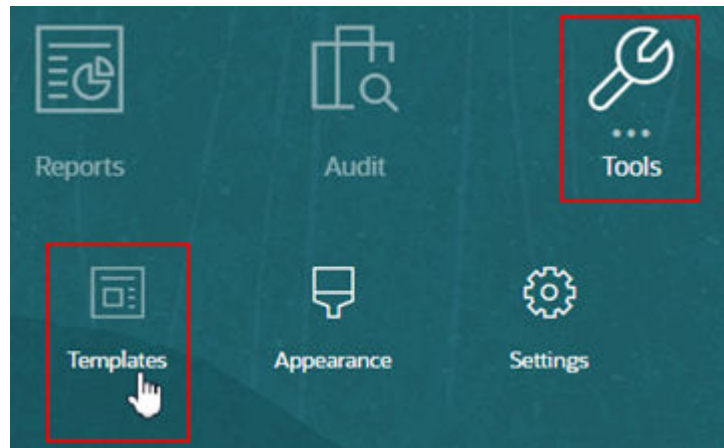 Reports
Audit
Tools
Templates
Appearance
Settings